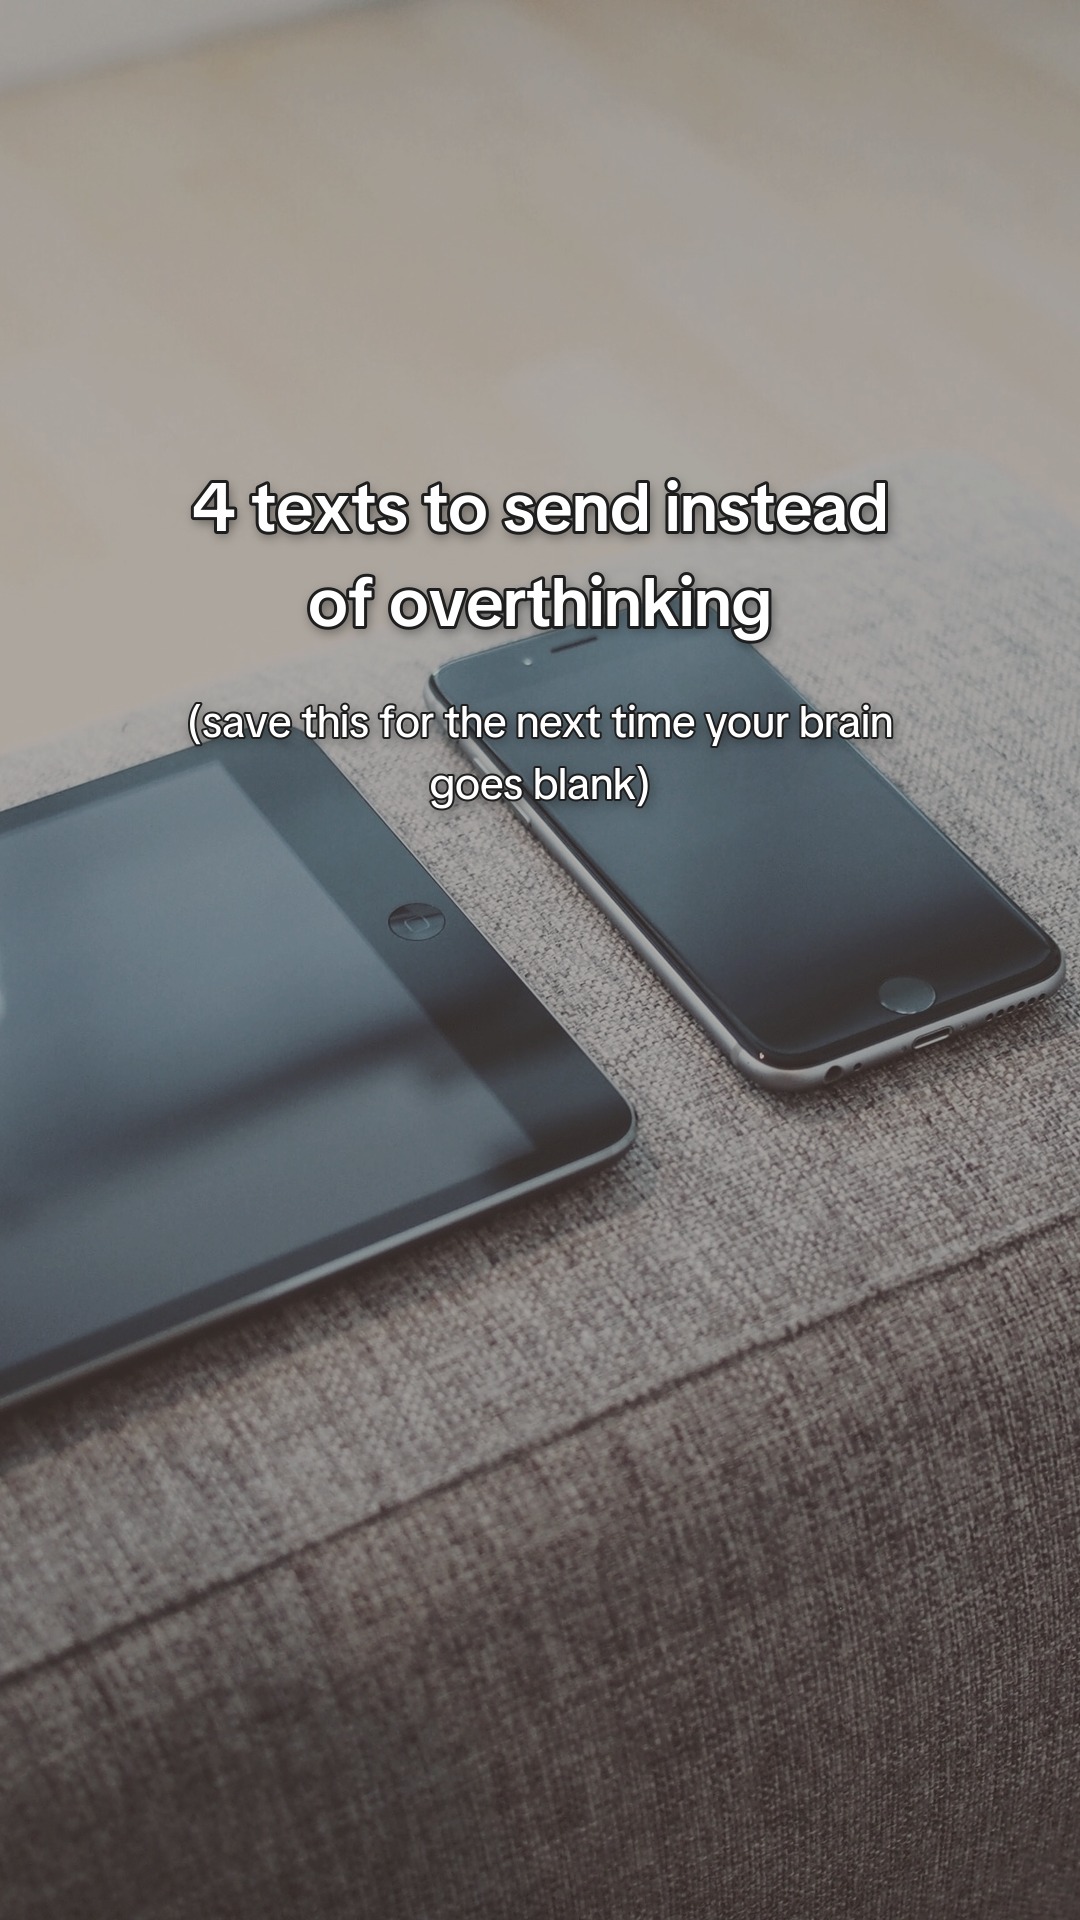 4 texts to send instead
of overthinking
(save this for the next time your brain
goes blank)